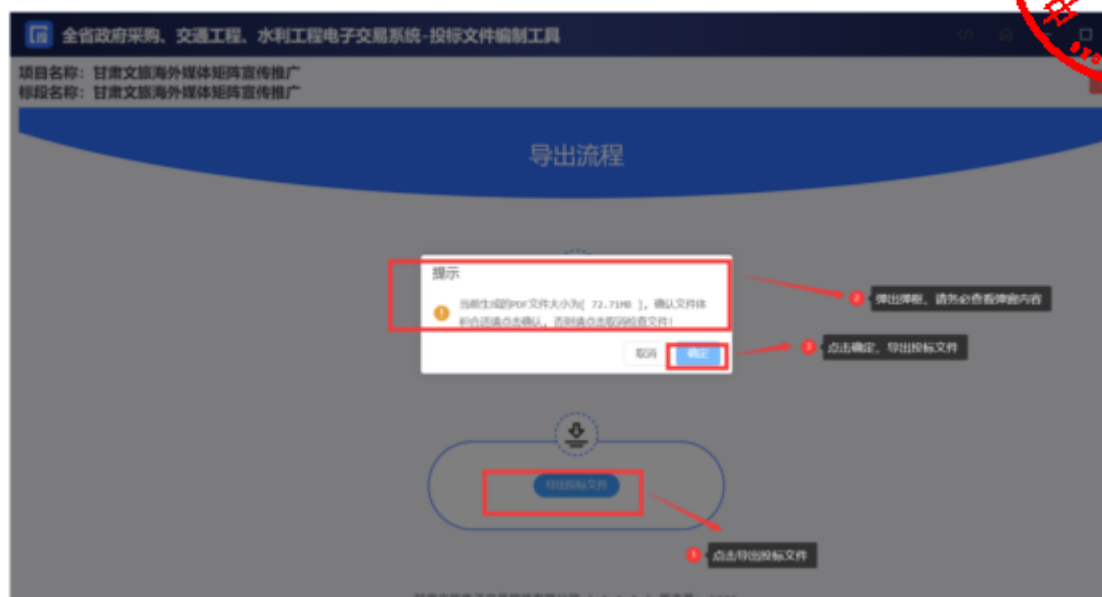 全省政府采购、交通工程、水利工程电子交易系统-投标文件编制工具
项目名称：甘肃文旅海外媒体矩阵宣传推广
标段名称：甘肃文旅海外媒体矩阵宣传推广
导出流程
提示
当前生成的PDF文件大小为[ 72.71MB ]，确认文件体
积合适请点击确认，否则请点击取消检查文件！
取消 确定
2 弹出弹框，请务必查看弹窗内容
3 点击确定，导出投标文件
导出投标文件
1 点击导出投标文件